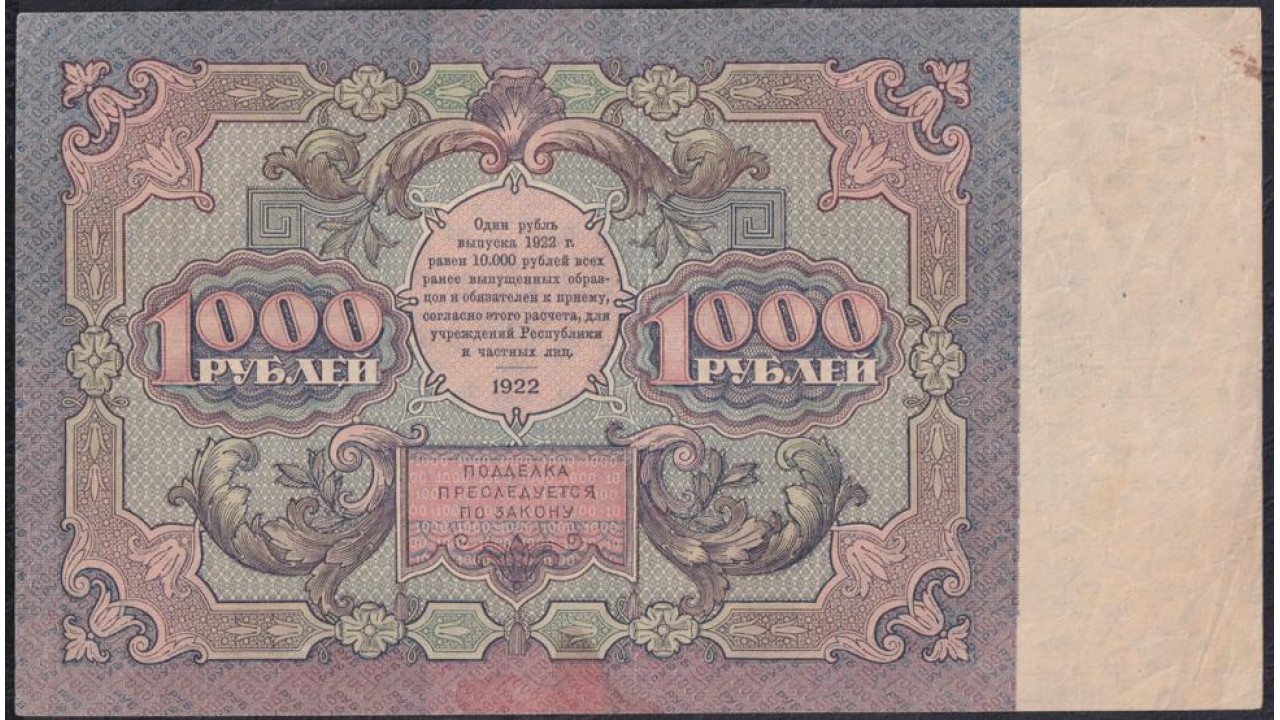 Один рубль
выпуска 1922 г.
равен 10.000 рублей всех
ранее выпущенных образ-
цов и обязателен к приему,
согласно этого расчета, для
учреждений Республики
и частных лиц.
1922
1000
РУБЛЕЙ
1000
РУБЛЕЙ
ПОДДЕЛКА
ПРЕСЛЕДУЕТСЯ
ПО ЗАКОНУ